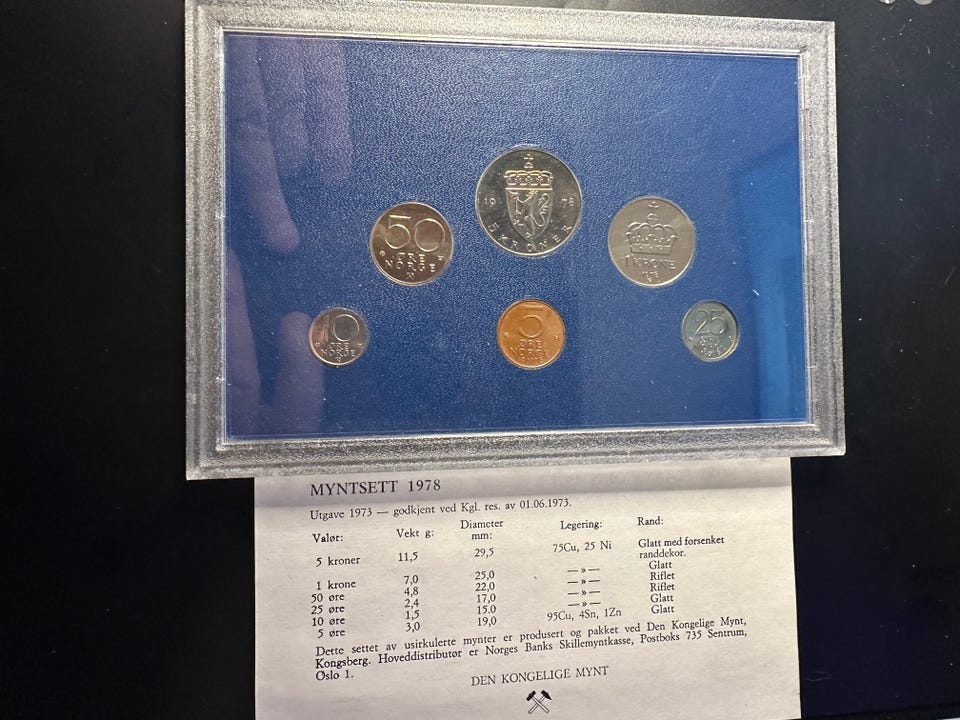 19 78
5 KRONER
50
ØRE
NORGE
1 KRONE
10
ØRE
NORGE
5
ØRE
NORGE
25
MYNTSETT 1978
Utgave 1973 — godkjent ved Kgl. res. av 01.06.1973.
Valør: Vekt g: Diameter mm: Legering: Rand:
5 kroner 11,5 29,5 75Cu, 25 Ni Glatt med forsenket
randdekor.
1 krone 7,0 25,0 —»— Glatt
50 øre 4,8 22,0 —»— Riflet
25 øre 2,4 17,0 —»— Riflet
10 øre 1,5 15.0 —»— Glatt
5 øre 3,0 19,0 95Cu, 4Sn, 1Zn Glatt
Dette settet av usirkulerte mynter er produsert og pakket ved Den Kongelige Mynt,
Kongsberg. Hoveddistributør er Norges Banks Skillemyntkasse, Postboks 735 Sentrum,
Oslo 1.
DEN KONGELIGE MYNT